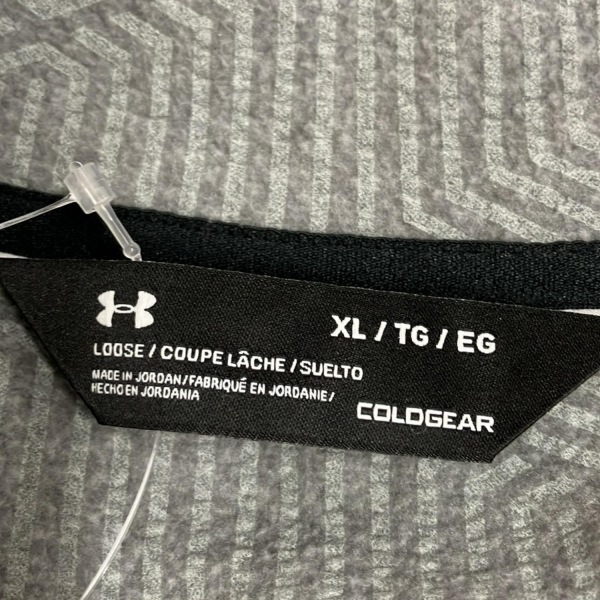 XL / TG / EG
LOOSE / COUPE LÂCHE / SUELTO
MADE IN JORDAN / FABRIQUÉ EN JORDANIE /
HECHO EN JORDANIA
COLDGEAR